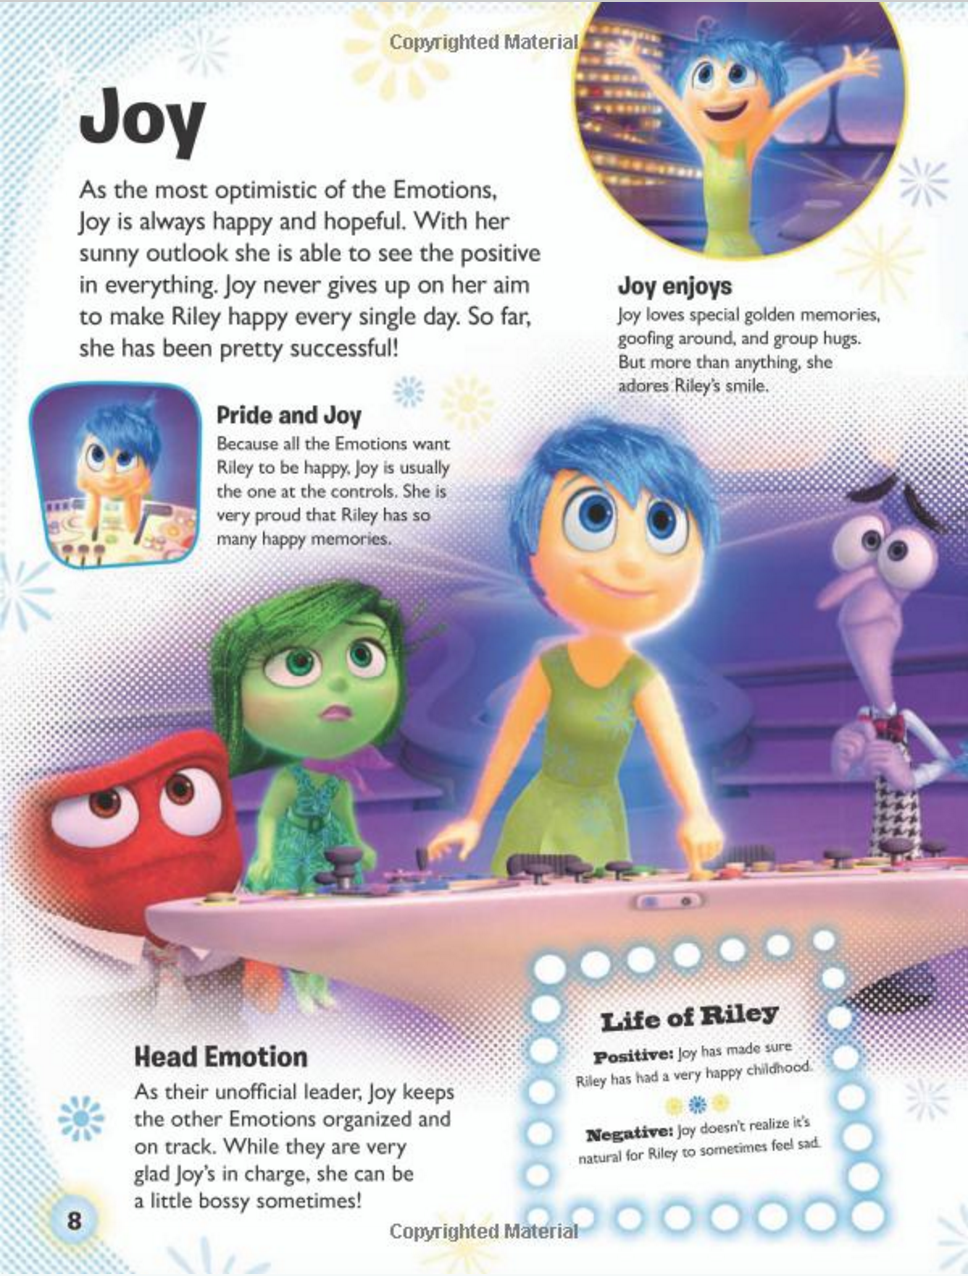 Copyrighted Material
Joy
As the most optimistic of the Emotions,
Joy is always happy and hopeful. With her
sunny outlook she is able to see the positive
in everything. Joy never gives up on her aim
to make Riley happy every single day. So far,
she has been pretty successful!
Joy enjoys
Joy loves special golden memories,
goofing around, and group hugs.
But more than anything, she
adores Riley's smile.
Pride and Joy
Because all the Emotions want
Riley to be happy, Joy is usually
the one at the controls. She is
very proud that Riley has so
many happy memories.
Head Emotion
As their unofficial leader, Joy keeps
the other Emotions organized and
on track. While they are very
glad Joy's in charge, she can be
a little bossy sometimes!
Life of Riley
Positive: Joy has made sure
Riley has had a very happy childhood.
Negative: Joy doesn't realize it's
natural for Riley to sometimes feel sad.
8
Copyrighted Material